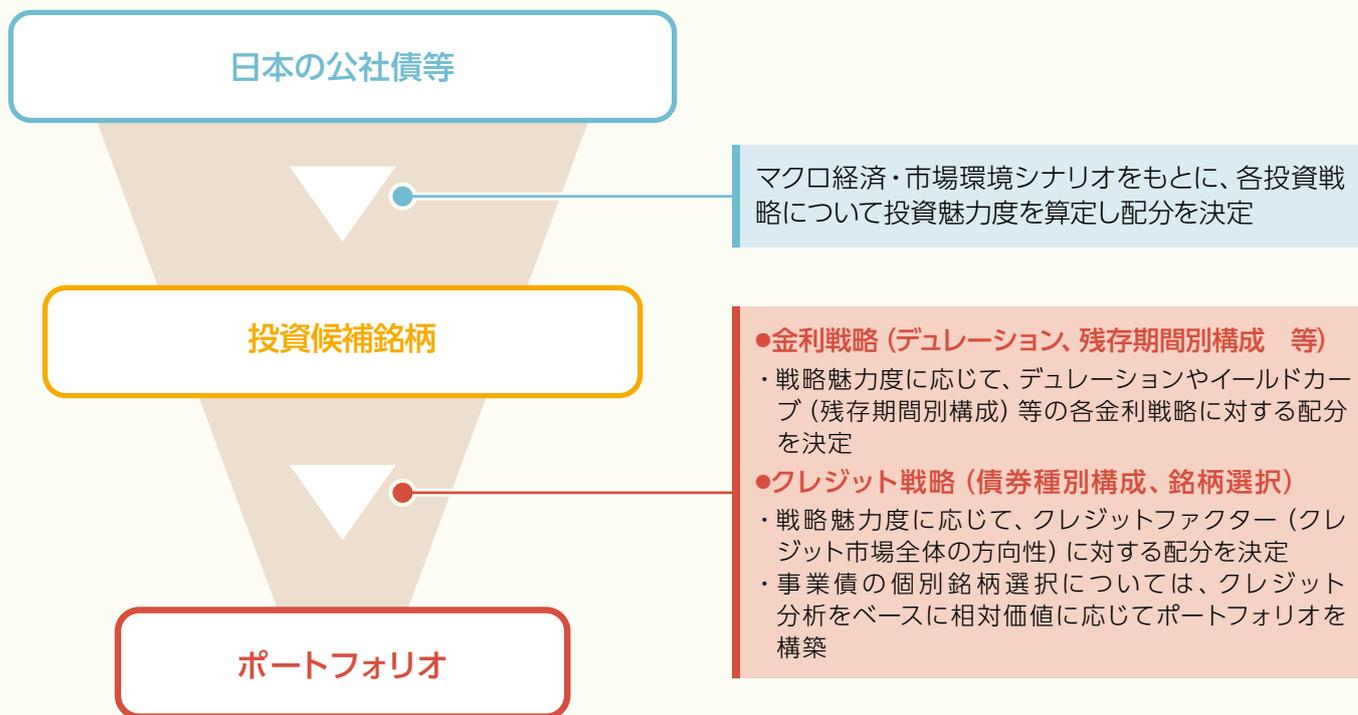 日本の公社債等
マクロ経済・市場環境シナリオをもとに、各投資戦
略について投資魅力度を算定し配分を決定
投資候補銘柄
●金利戦略（デュレーション、残存期間別構成　等）
・戦略魅力度に応じて、デュレーションやイールドカー
ブ（残存期間別構成）等の各金利戦略に対する配分
を決定
●クレジット戦略（債券種別構成、銘柄選択）
・戦略魅力度に応じて、クレジットファクター（クレ
ジット市場全体の方向性）に対する配分を決定
・事業債の個別銘柄選択については、クレジット
分析をベースに相対価値に応じてポートフォリオを
構築
ポートフォリオ